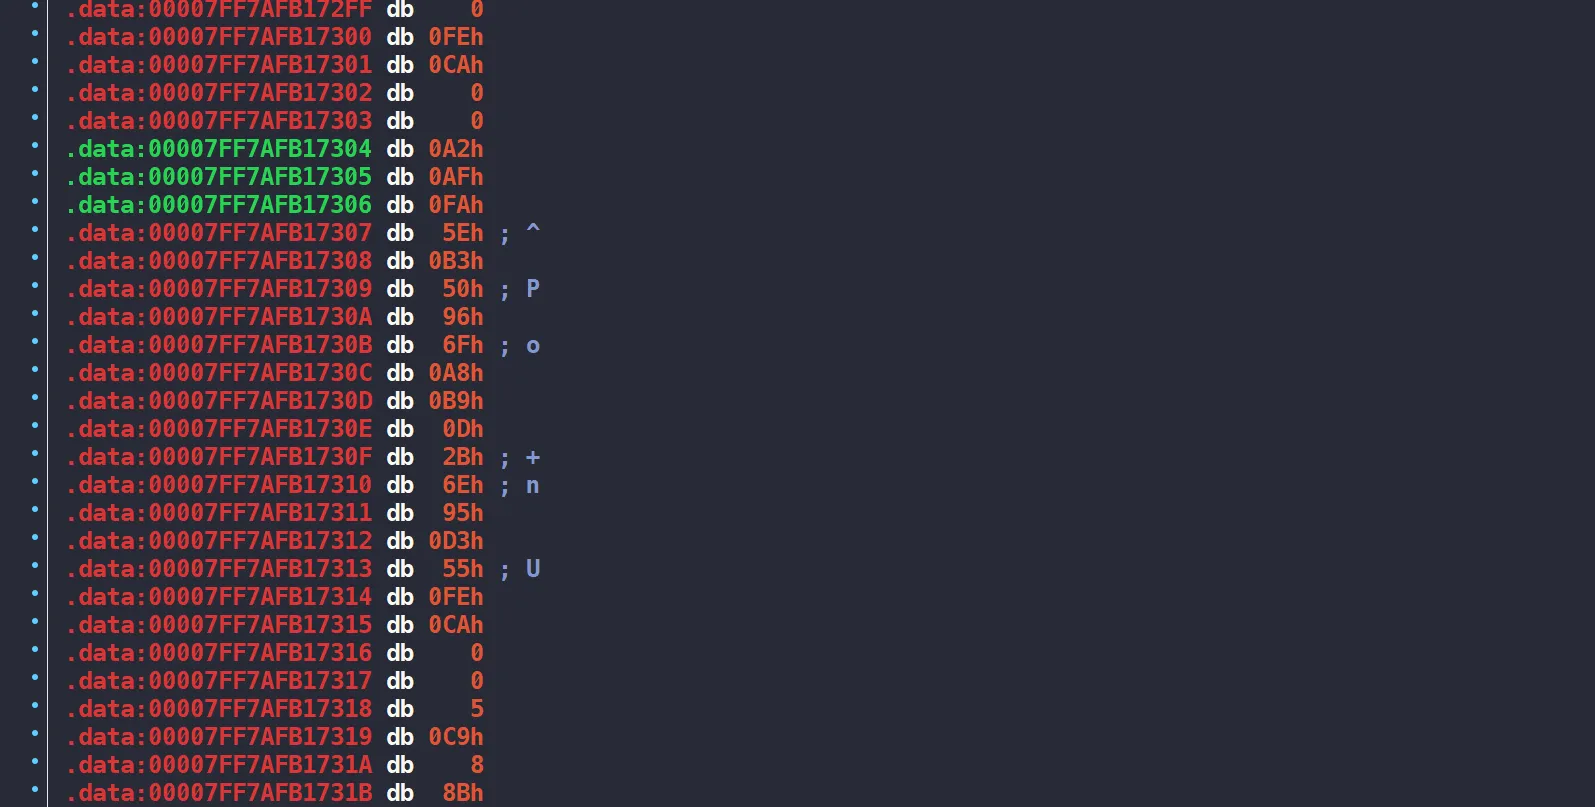 .data:00007FF7AFB172FF db 0
.data:00007FF7AFB17300 db 0FEh
.data:00007FF7AFB17301 db 0CAh
.data:00007FF7AFB17302 db 0
.data:00007FF7AFB17303 db 0
.data:00007FF7AFB17304 db 0A2h
.data:00007FF7AFB17305 db 0AFh
.data:00007FF7AFB17306 db 0FAh
.data:00007FF7AFB17307 db 5Eh ; ^
.data:00007FF7AFB17308 db 0B3h
.data:00007FF7AFB17309 db 50h ; P
.data:00007FF7AFB1730A db 96h
.data:00007FF7AFB1730B db 6Fh ; o
.data:00007FF7AFB1730C db 0A8h
.data:00007FF7AFB1730D db 0B9h
.data:00007FF7AFB1730E db 0Dh
.data:00007FF7AFB1730F db 2Bh ; +
.data:00007FF7AFB17310 db 6Eh ; n
.data:00007FF7AFB17311 db 95h
.data:00007FF7AFB17312 db 0D3h
.data:00007FF7AFB17313 db 55h ; U
.data:00007FF7AFB17314 db 0FEh
.data:00007FF7AFB17315 db 0CAh
.data:00007FF7AFB17316 db 0
.data:00007FF7AFB17317 db 0
.data:00007FF7AFB17318 db 5
.data:00007FF7AFB17319 db 0C9h
.data:00007FF7AFB1731A db 8
.data:00007FF7AFB1731B db 8Bh